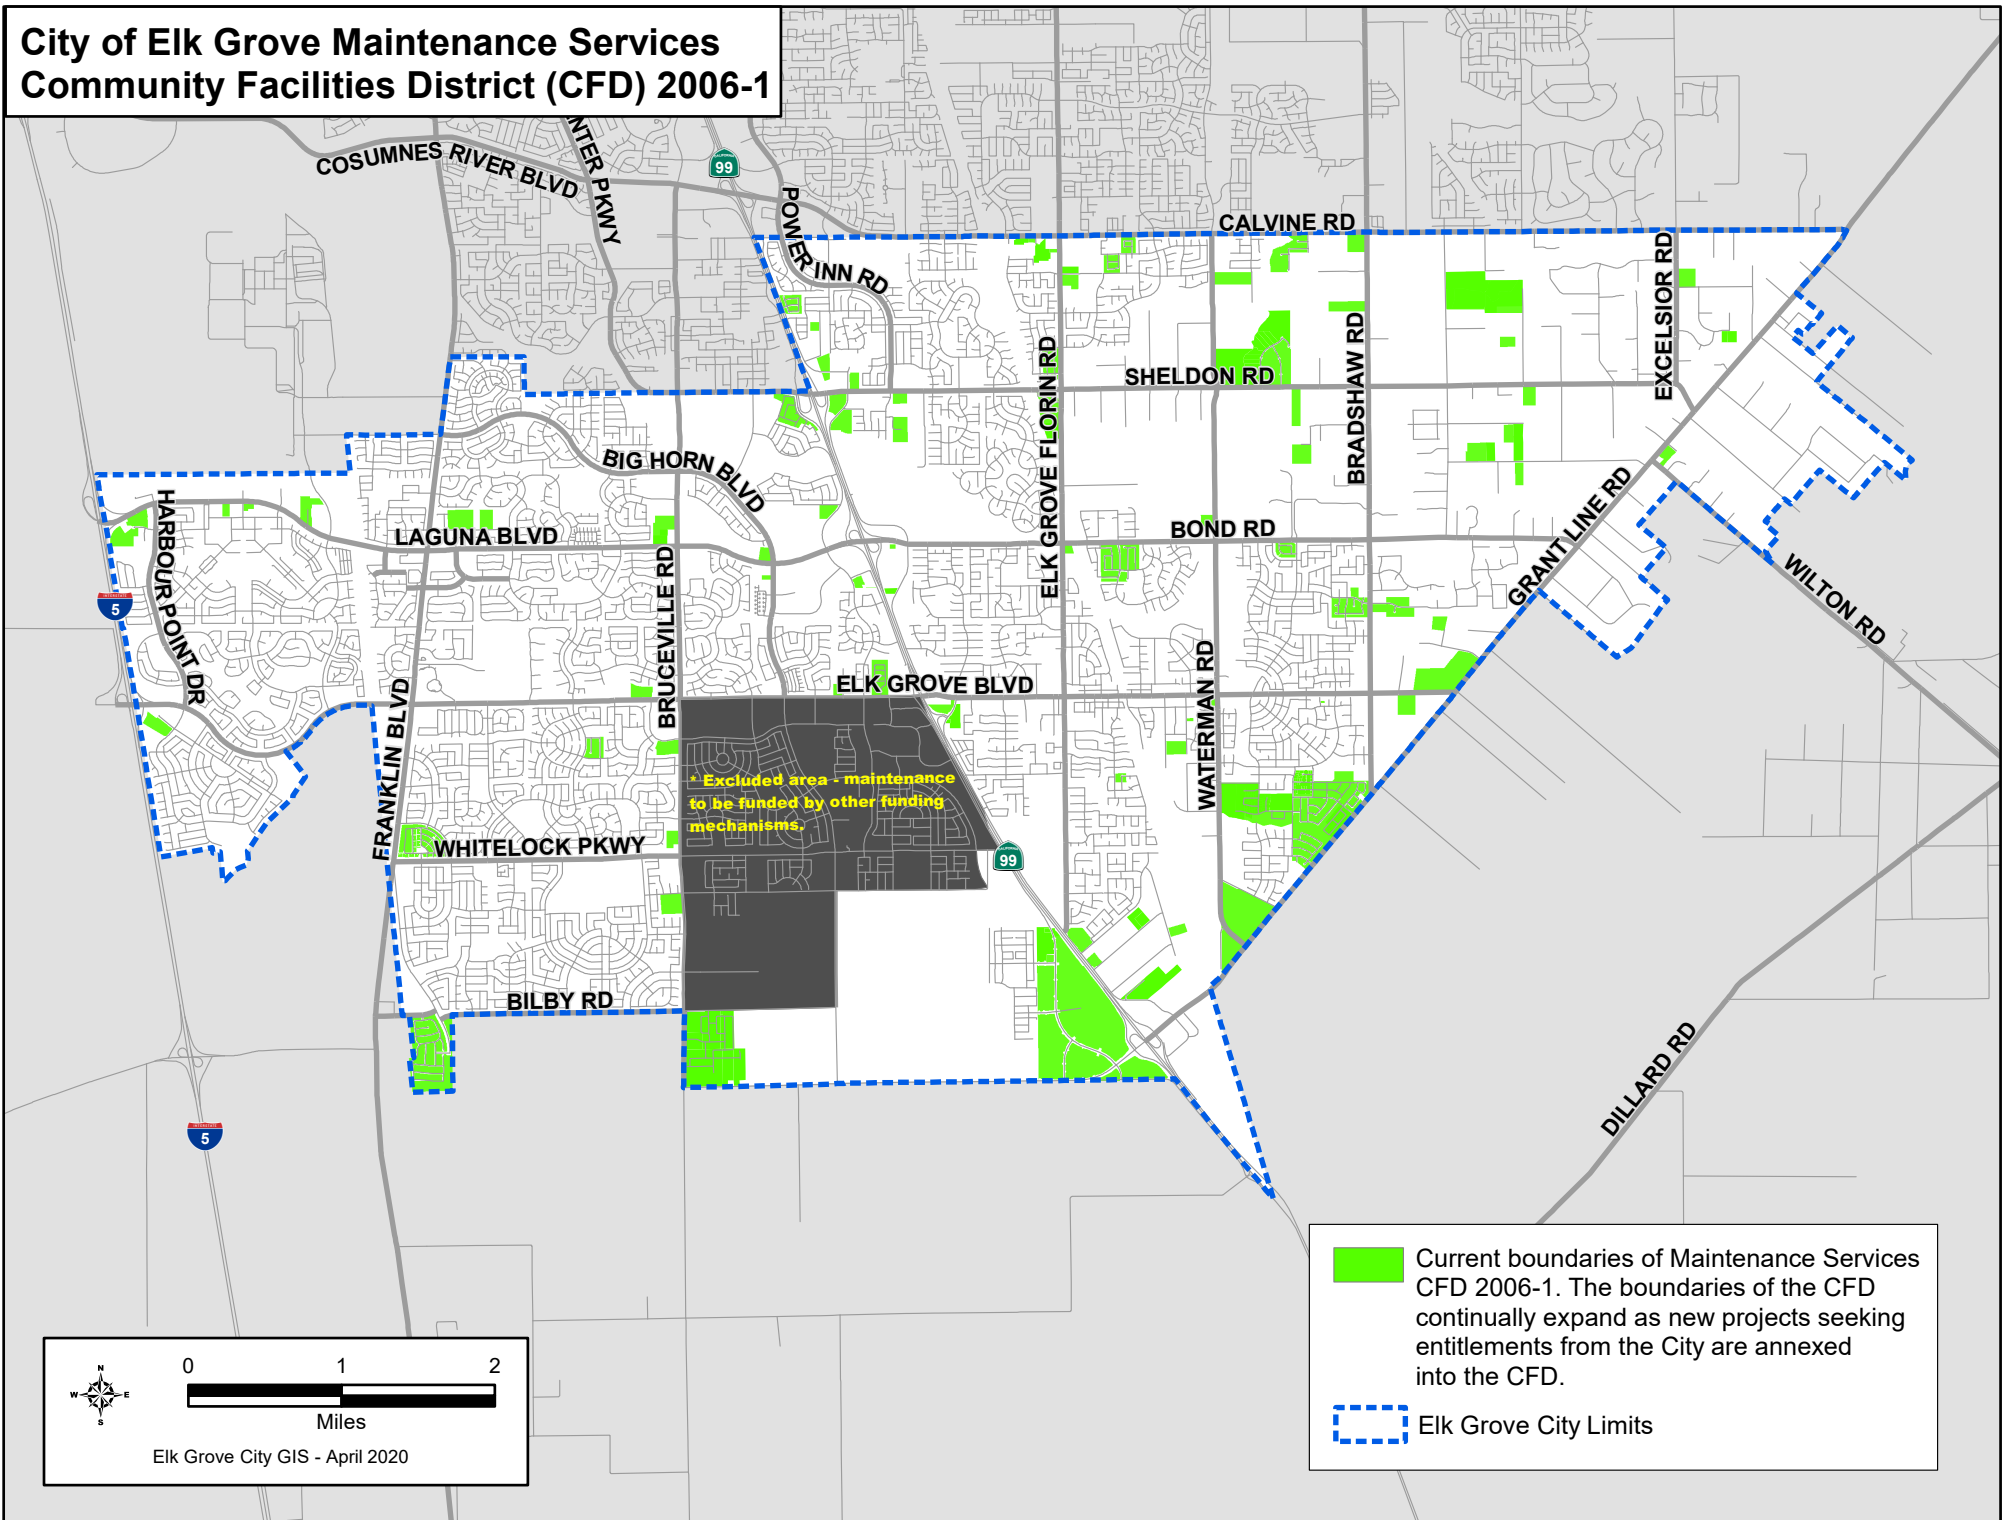 City of Elk Grove Maintenance Services
Community Facilities District (CFD) 2006-1
COSUMNES RIVER BLVD
NTER PKWY
CALIFORNIA
99
POWER INN RD
CALVINE RD
EXCELSIOR RD
BRADSHAW RD
ELK GROVE FLORIN RD
SHELDON RD
BIG HORN BLVD
HARBOUR POINT DR
LAGUNA BLVD
BOND RD
GRANT LINE RD
WILTON RD
INTERSTATE
5
BRUCEVILLE RD
WATERMAN RD
FRANKLIN BLVD
ELK GROVE BLVD
* Excluded area - maintenance
to be funded by other funding
mechanisms.
WHITELOCK PKWY
CALIFORNIA
99
BILBY RD
DILLARD RD
INTERSTATE
5
Current boundaries of Maintenance Services
CFD 2006-1. The boundaries of the CFD
continually expand as new projects seeking
entitlements from the City are annexed
into the CFD.
Elk Grove City Limits
N
W E
S
0 1 2
Miles
Elk Grove City GIS - April 2020